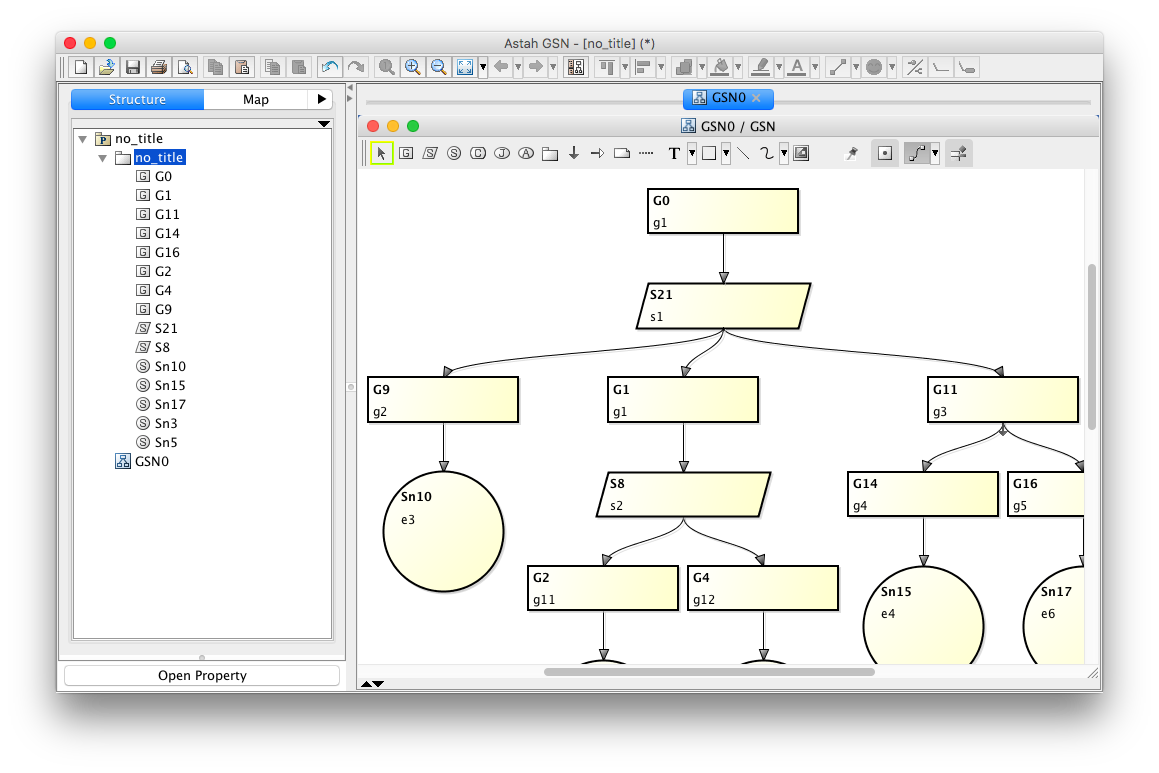 Astah GSN - [no_title] (*)
Structure
Map
GSN0
no_title
no_title
G0
G1
G11
G14
G16
G2
G4
G9
S21
S8
Sn10
Sn15
Sn17
Sn3
Sn5
GSN0
Open Property
GSN0 / GSN
G0
g1
S21
s1
G9
g2
G1
g1
G11
g3
Sn10
e3
S8
s2
G14
g4
G16
g5
G2
g11
G4
g12
Sn15
e4
Sn17
e6